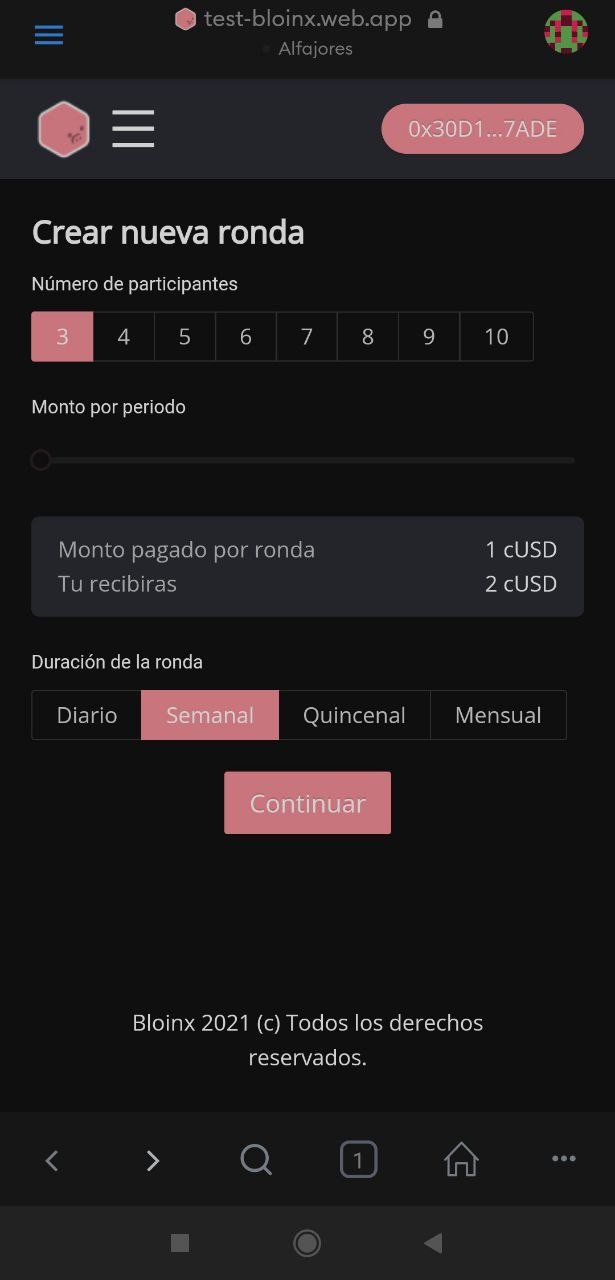 test-bloinx.web.app
Alfajores
0x30D1...7ADE
Crear nueva ronda
Número de participantes
3 4 5 6 7 8 9 10
Monto por periodo
Monto pagado por ronda 1 cUSD
Tu recibiras 2 cUSD
Duración de la ronda
Diario Semanal Quincenal Mensual
Continuar
Bloinx 2021 (c) Todos los derechos
reservados.
1